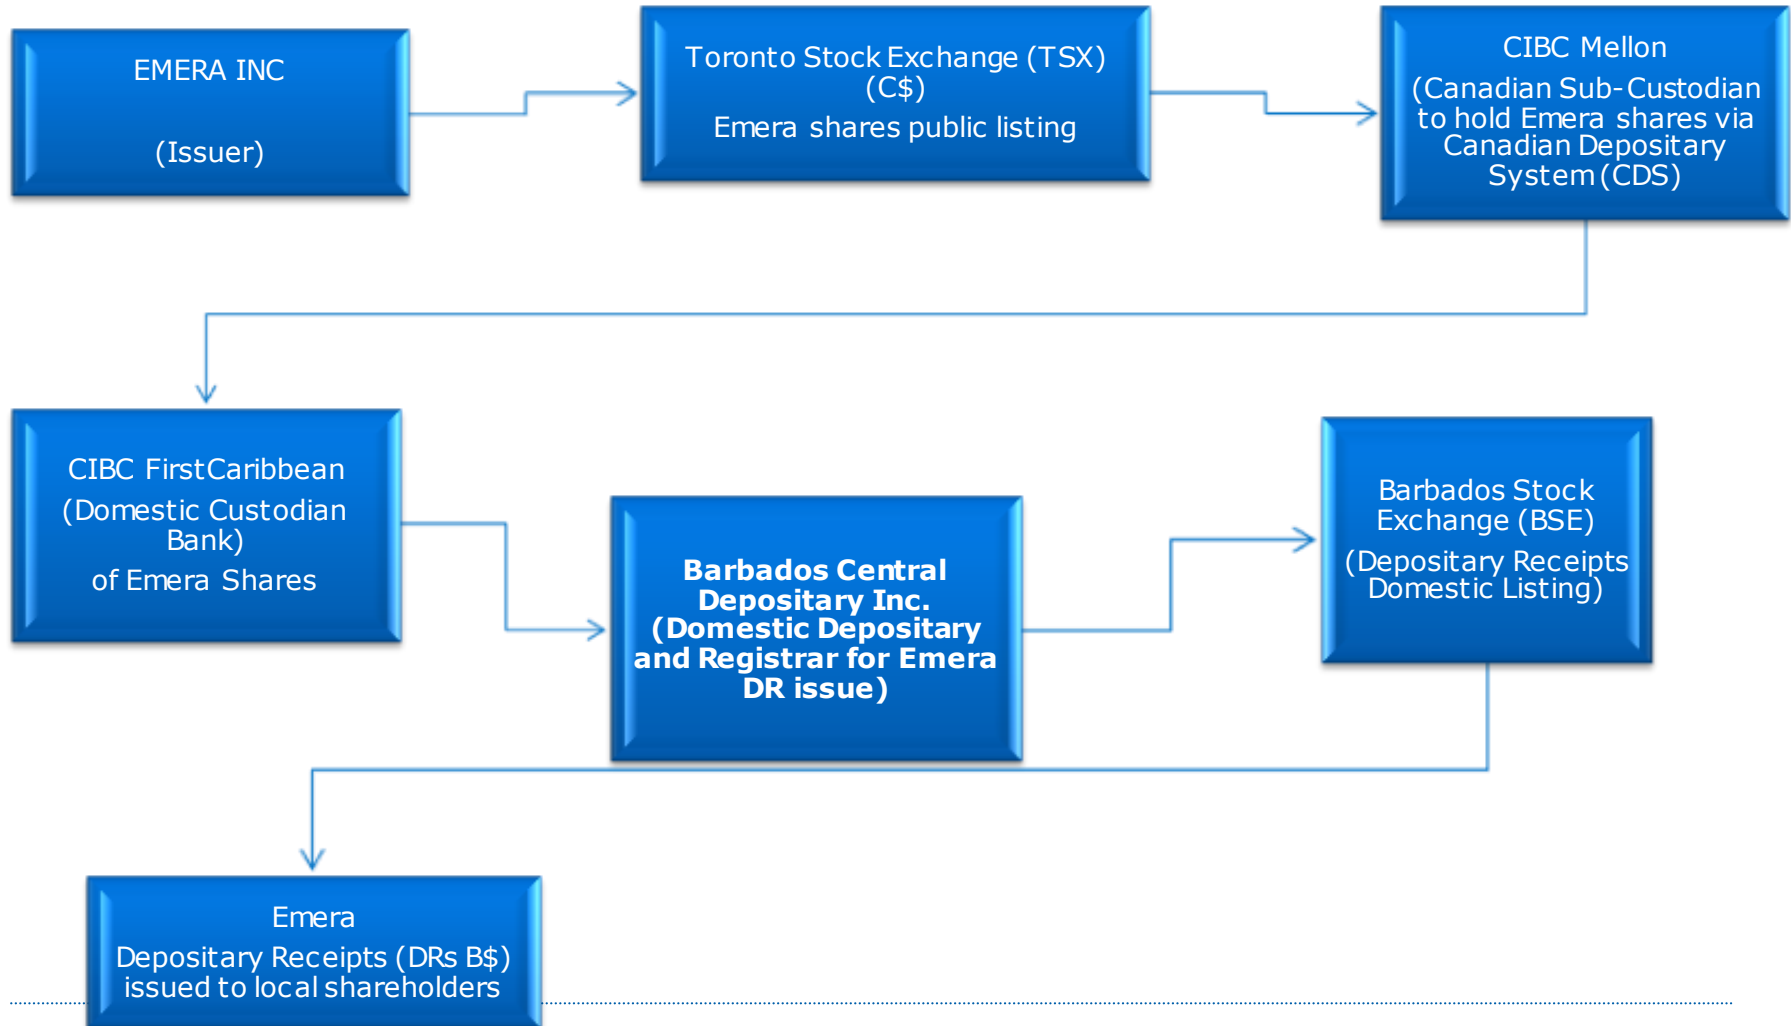 EMERA INC
(Issuer)
Toronto Stock Exchange (TSX)
(C$)
Emera shares public listing
CIBC Mellon
(Canadian Sub-Custodian
to hold Emera shares via
Canadian Depositary
System (CDS)
CIBC FirstCaribbean
(Domestic Custodian
Bank)
of Emera Shares
Barbados Central
Depositary Inc.
(Domestic Depositary
and Registrar for Emera
DR issue)
Barbados Stock
Exchange (BSE)
(Depositary Receipts
Domestic Listing)
Emera
Depositary Receipts (DRs B$)
issued to local shareholders